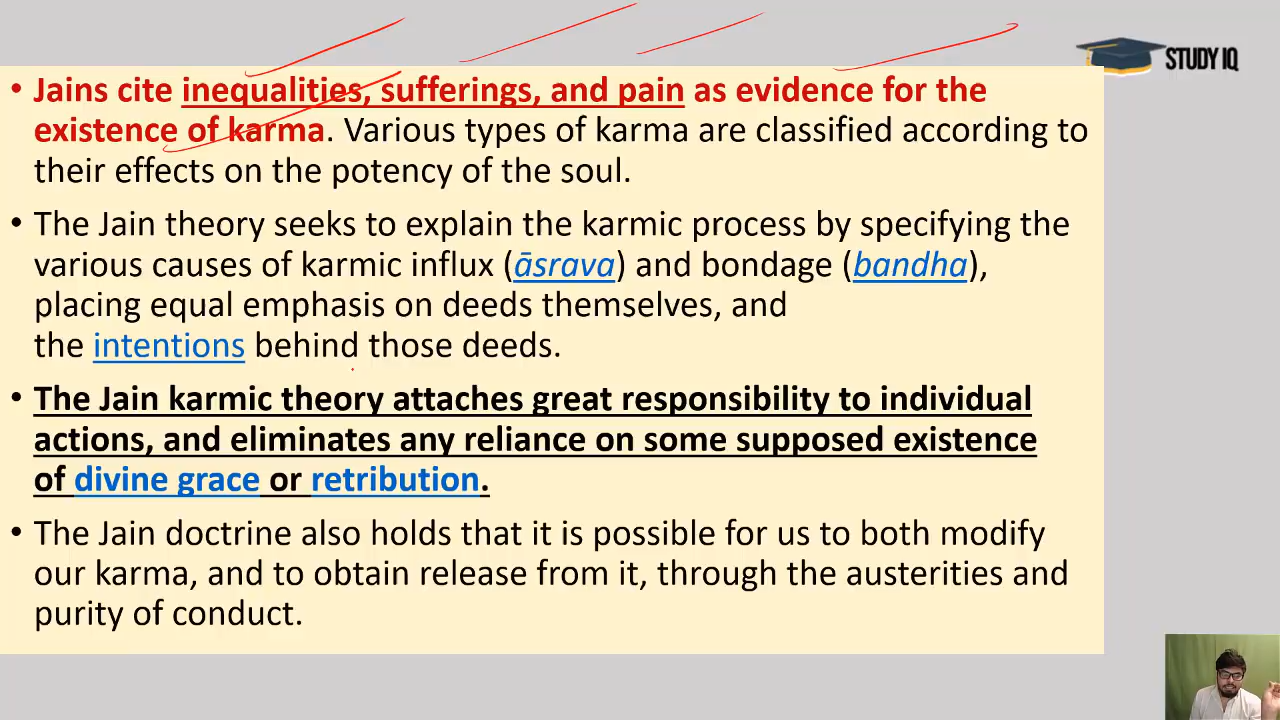 STUDY IQ
• Jains cite inequalities, sufferings, and pain as evidence for the
existence of karma. Various types of karma are classified according to
their effects on the potency of the soul.
• The Jain theory seeks to explain the karmic process by specifying the
various causes of karmic influx (āsrava) and bondage (bandha),
placing equal emphasis on deeds themselves, and
the intentions behind those deeds.
• The Jain karmic theory attaches great responsibility to individual
actions, and eliminates any reliance on some supposed existence
of divine grace or retribution.
• The Jain doctrine also holds that it is possible for us to both modify
our karma, and to obtain release from it, through the austerities and
purity of conduct.